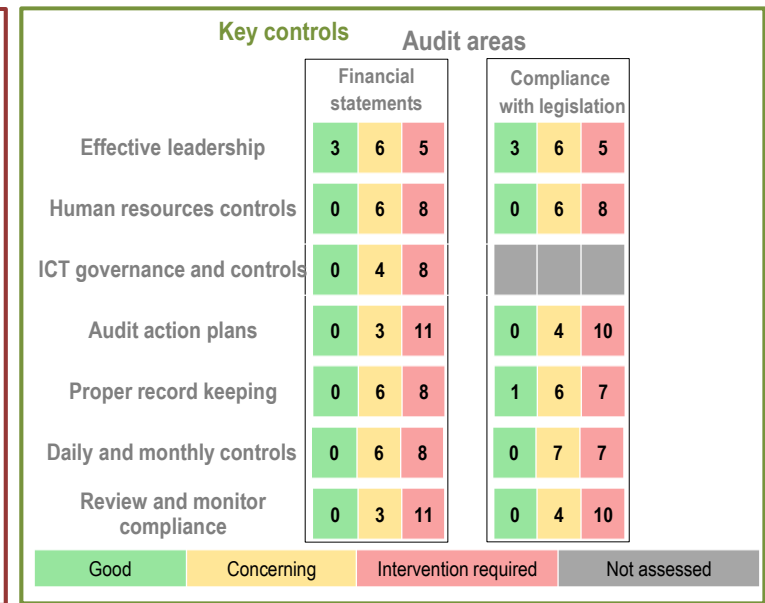 Key controls
Audit areas
Financial
statements
Compliance
with legislation
Effective leadership 3 6 5 3 6 5
Human resources controls 0 6 8 0 6 8
ICT governance and controls 0 4 8
Audit action plans 0 3 11 0 4 10
Proper record keeping 0 6 8 1 6 7
Daily and monthly controls 0 6 8 0 7 7
Review and monitor
compliance 0 3 11 0 4 10
Good Concerning Intervention required Not assessed